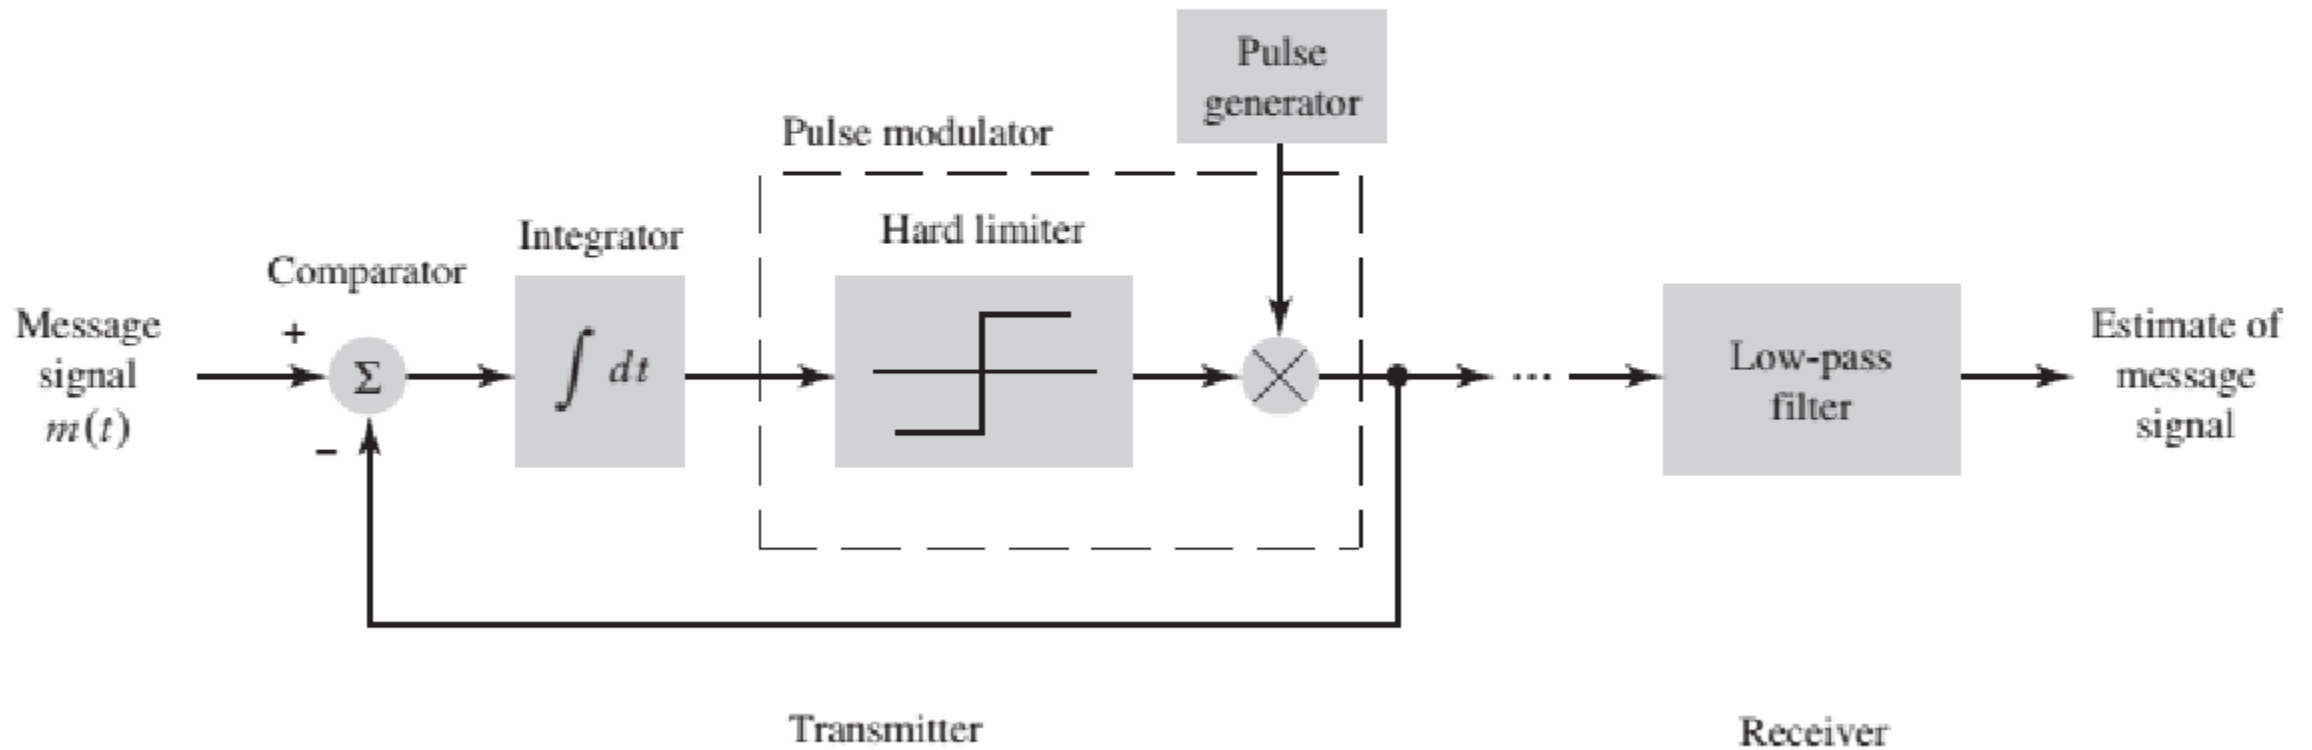 Pulse
generator
Pulse modulator
Hard limiter
Integrator
Comparator
Message
signal
m(t)
+
−
Σ
∫ dt
...
Low-pass
filter
Estimate of
message
signal
Transmitter
Receiver